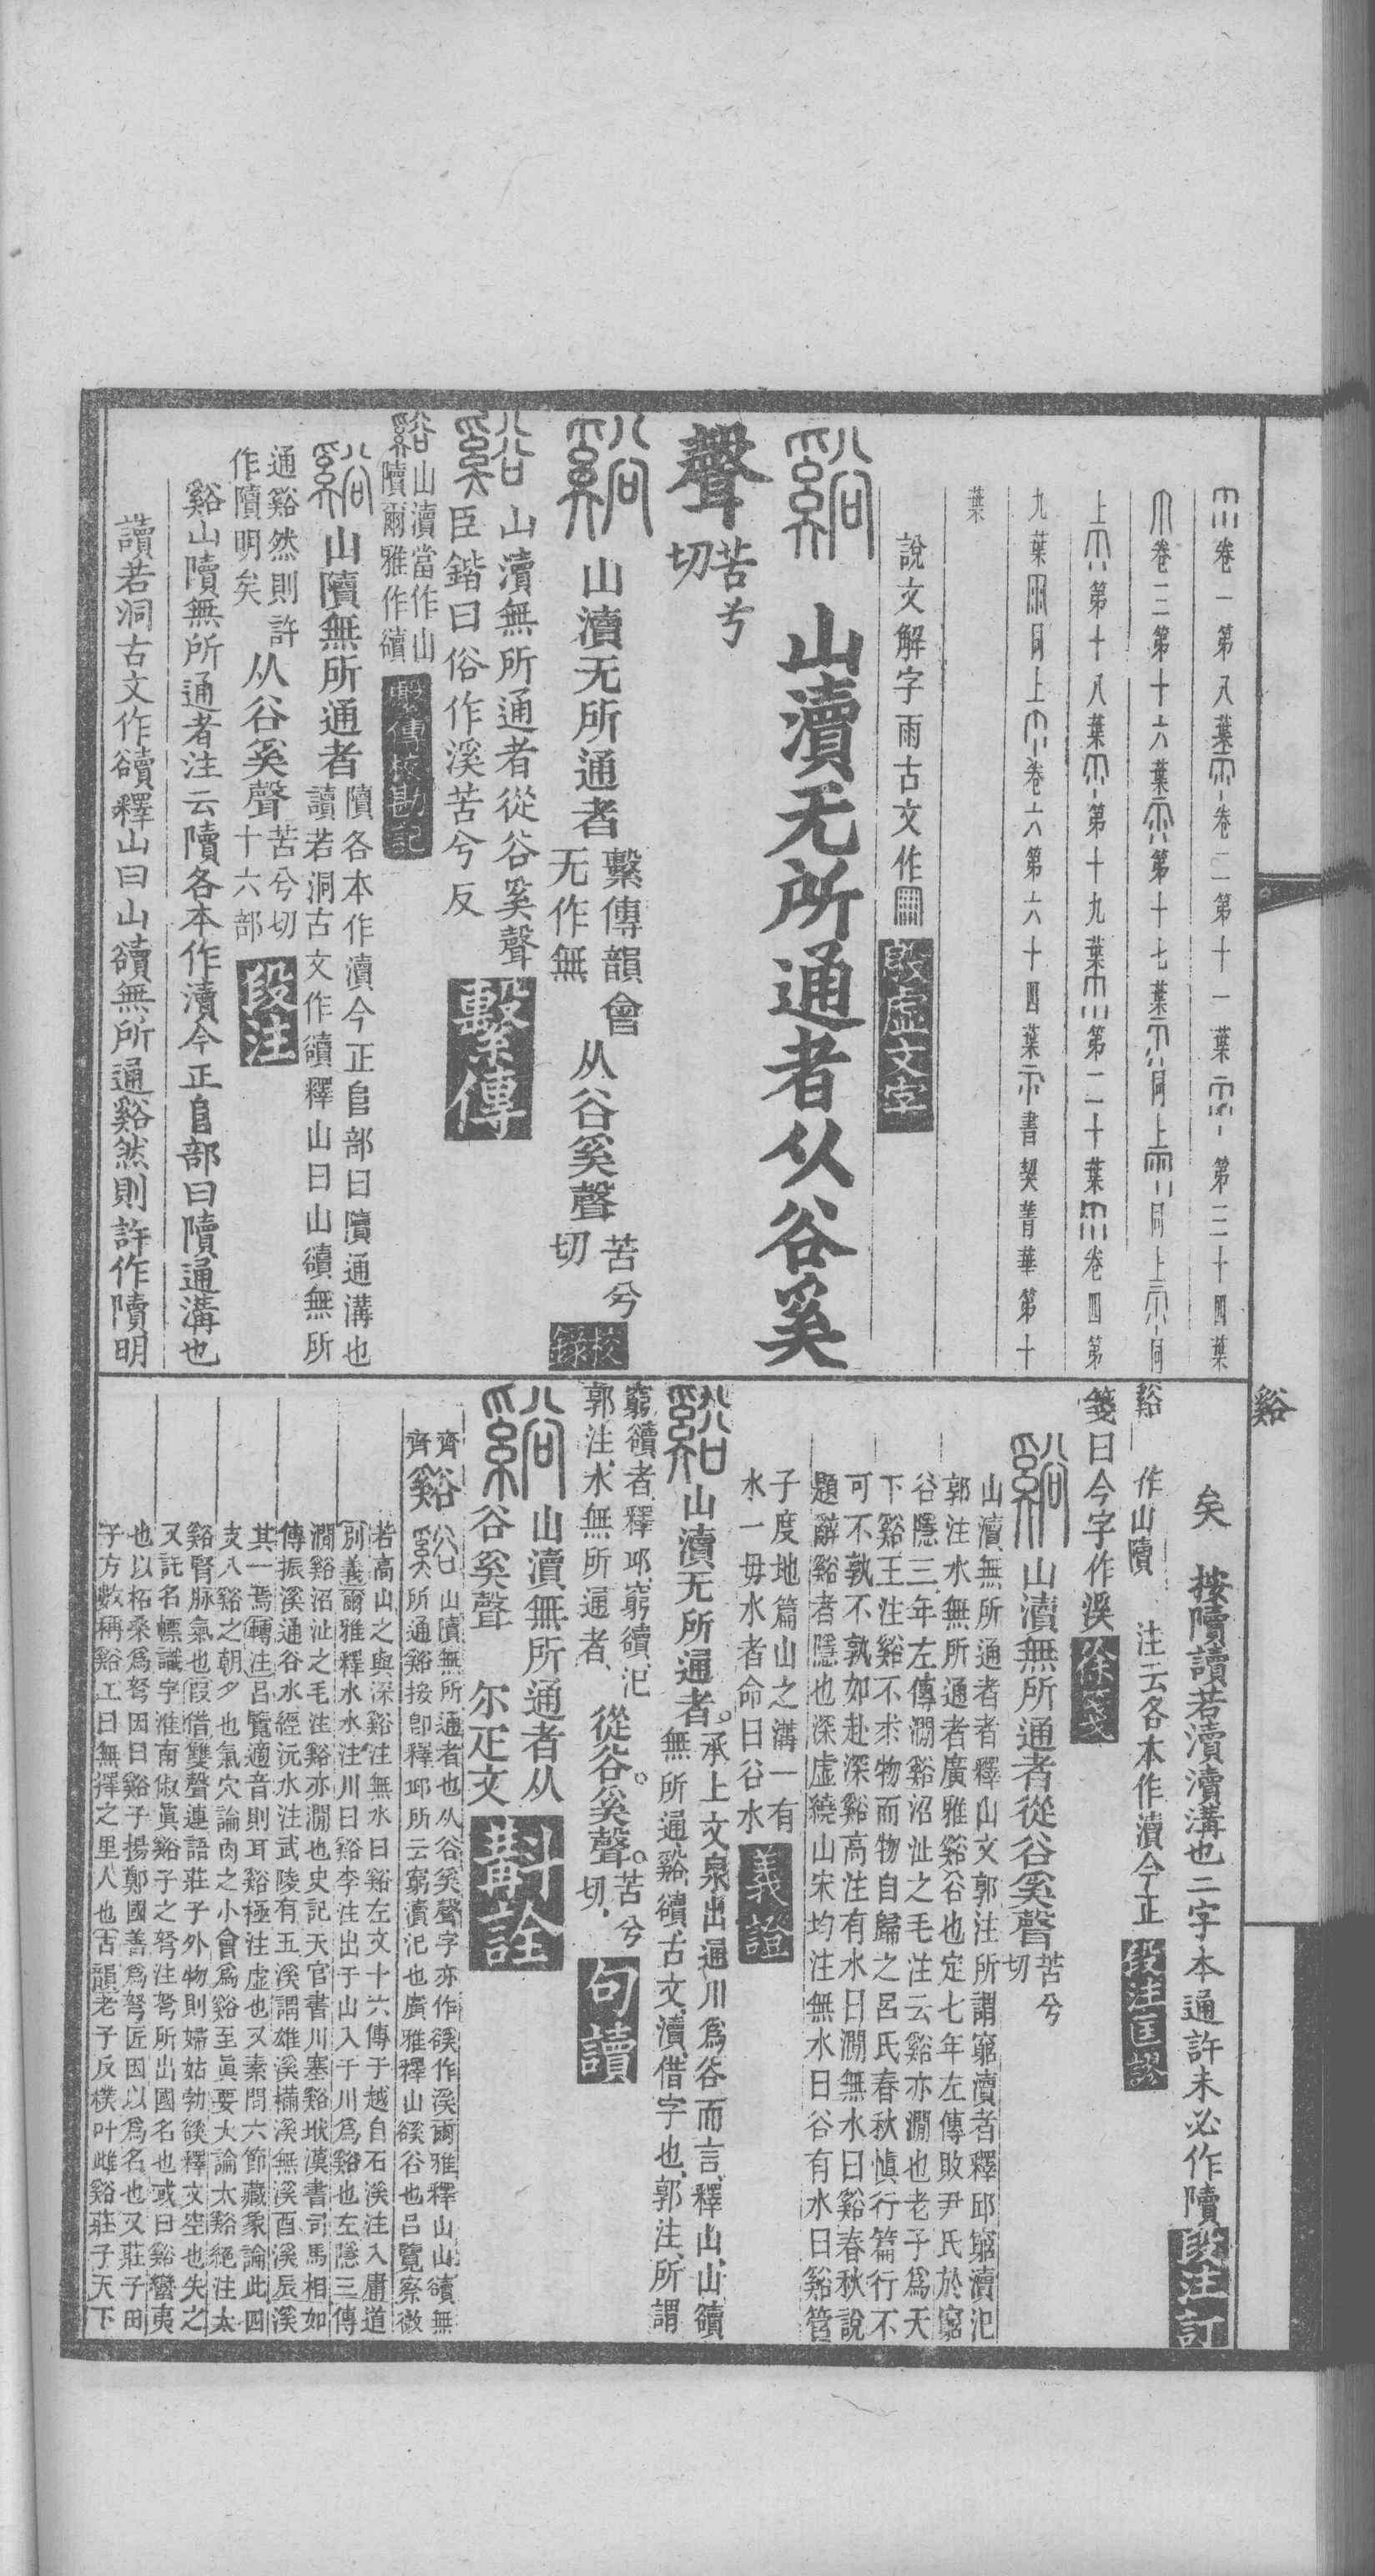 卷一第八葉 卷二第十一葉 第三十四葉
卷三第十六葉 第十七葉 同上 同上 同
上 第十八葉 第十九葉 第二十葉 卷四第
九葉 同上 卷六第六十四葉 書契菁華第十
葉
說文解字雨古文作 段虛文字
山瀆无所通者从谷奚
聲 苦兮切
山瀆无所通者 繫傳韻會无作無 从谷奚聲 苦兮切 校錄
山瀆無所通者從谷奚聲
臣鍇曰俗作溪苦兮反 繫傳
谿山瀆當作山
隫爾雅作豄 繫傳校勘記
山隫無所通者 隫各本作瀆今正𨸏部曰隫通溝也
讀若洞古文作豄釋山曰山豄無所
通谿然則許作隫明矣 从谷奚聲 苦兮切十六部 段注
谿山隫無所通者注云隫各本作瀆今正𨸏部曰隫通溝也
讀若洞古文作豄釋山曰山豄無所通谿然則許作隫明
谿
矣 按隫讀若瀆瀆溝也二字本通許未必作隫 段注訂
谿 作山隫 注云各本作瀆今正 段注匡謬
箋曰今字作溪 徐箋
山瀆無所通者從谷奚聲 苦兮切
山瀆無所通者者釋山文郭注所謂窮瀆者釋邱窮瀆汜
郭注水無所通者廣雅谿谷也定七年左傳敗尹氏於窮
谷隱三年左傳澗谿沼沚之毛注云谿亦澗也老子爲天
下谿王注谿不求物而物自歸之呂氏春秋愼行篇行不
可不孰不孰如赴深谿高注有水曰澗無水曰谿春秋說
題辭谿者隱也深虛繞山宋均注無水曰谷有水曰谿管
子度地篇山之溝一有
水一毋水者命曰谷水 義證
山瀆无所通者。 承上文泉出通川爲谷而言、釋山、山豄
無所通、谿、豄、古文、瀆、借字也、郭注、所謂
窮豄者、釋邱、窮豄、汜
郭注、水無所通者、 從谷。奚聲。 苦兮切、 句讀
山瀆無所通者从
谷奚聲 尔疋文 斠詮
齊齊谿 山隫無所通者也从谷奚聲字亦作磎作溪爾雅釋山山豄無
所通谿按卽釋邱所云窮瀆汜也廣雅釋山谿谷也呂覽察微
若高山之與深谿注無水曰谿左文十六傳于越自石溪注入庸道
別義爾雅釋水水注川曰谿李注出于山入于川爲谿也左隱三傳
澗谿沼沚之毛注谿亦澗也史記天官書川塞谿垘漢書司馬相如
傳振溪通谷水經沅水注武陵有五溪謂雄溪樠溪無溪酉溪辰溪
其一焉轉注呂覽適音則耳谿極注虛也又素問六節藏象論此四
支八谿之朝夕也氣穴論肉之小會爲谿至眞要大論太谿絕注太
谿腎脉氣也假借雙聲連語莊子外物則婦姑勃谿釋文空也失之
又託名幖識字淮南俶眞谿子之弩注弩所出國名也或曰谿蠻夷
也以柘桑爲弩因曰谿子揚鄭國善爲弩匠因以爲名也又莊子田
子方數稱谿工曰無擇之里人也古韻老子反樸叶雌谿莊子天下